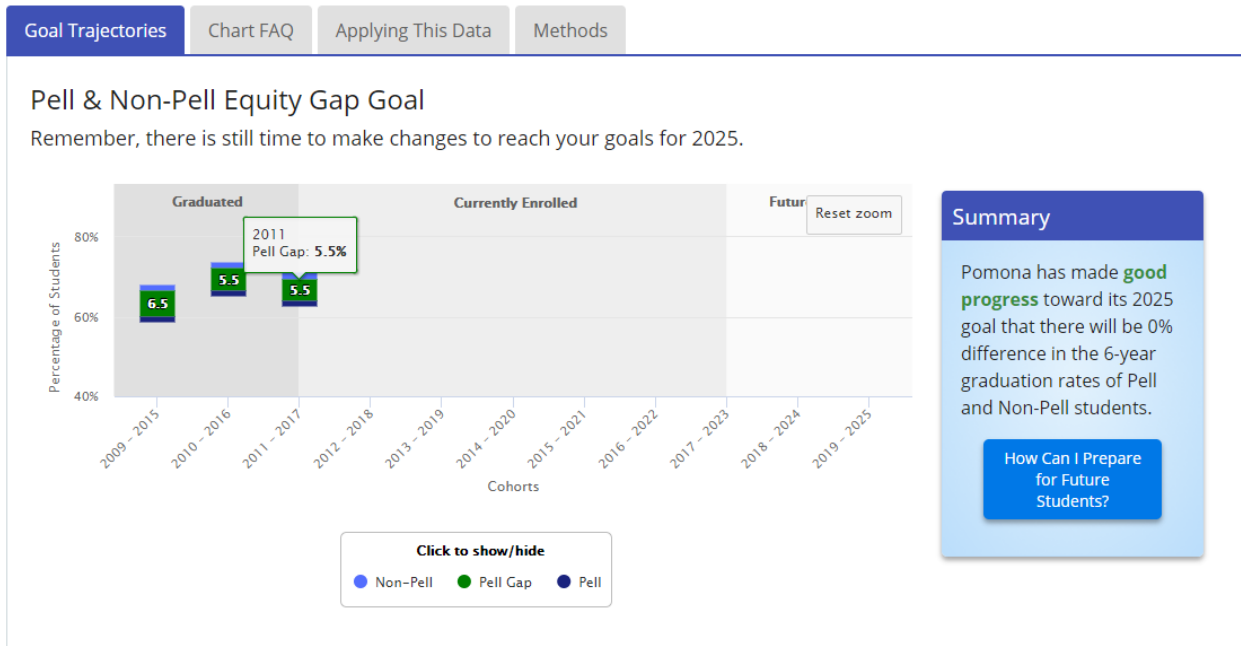 Goal Trajectories
Chart FAQ
Applying This Data
Methods
Pell & Non-Pell Equity Gap Goal
Remember, there is still time to make changes to reach your goals for 2025.
Graduated
Currently Enrolled
Futur
Reset zoom
2011
Pell Gap: 5.5%
Percentage of Students
80%
60%
40%
6.5
5.5
5.5
2009 – 2015
2010 – 2016
2011 – 2017
2012 – 2018
2013 – 2019
2014 – 2020
2015 – 2021
2016 – 2022
2017 – 2023
2018 – 2024
2019 – 2025
Cohorts
Click to show/hide
Non-Pell
Pell Gap
Pell
Summary
Pomona has made good
progress toward its 2025
goal that there will be 0%
difference in the 6-year
graduation rates of Pell
and Non-Pell students.
How Can I Prepare
for Future
Students?